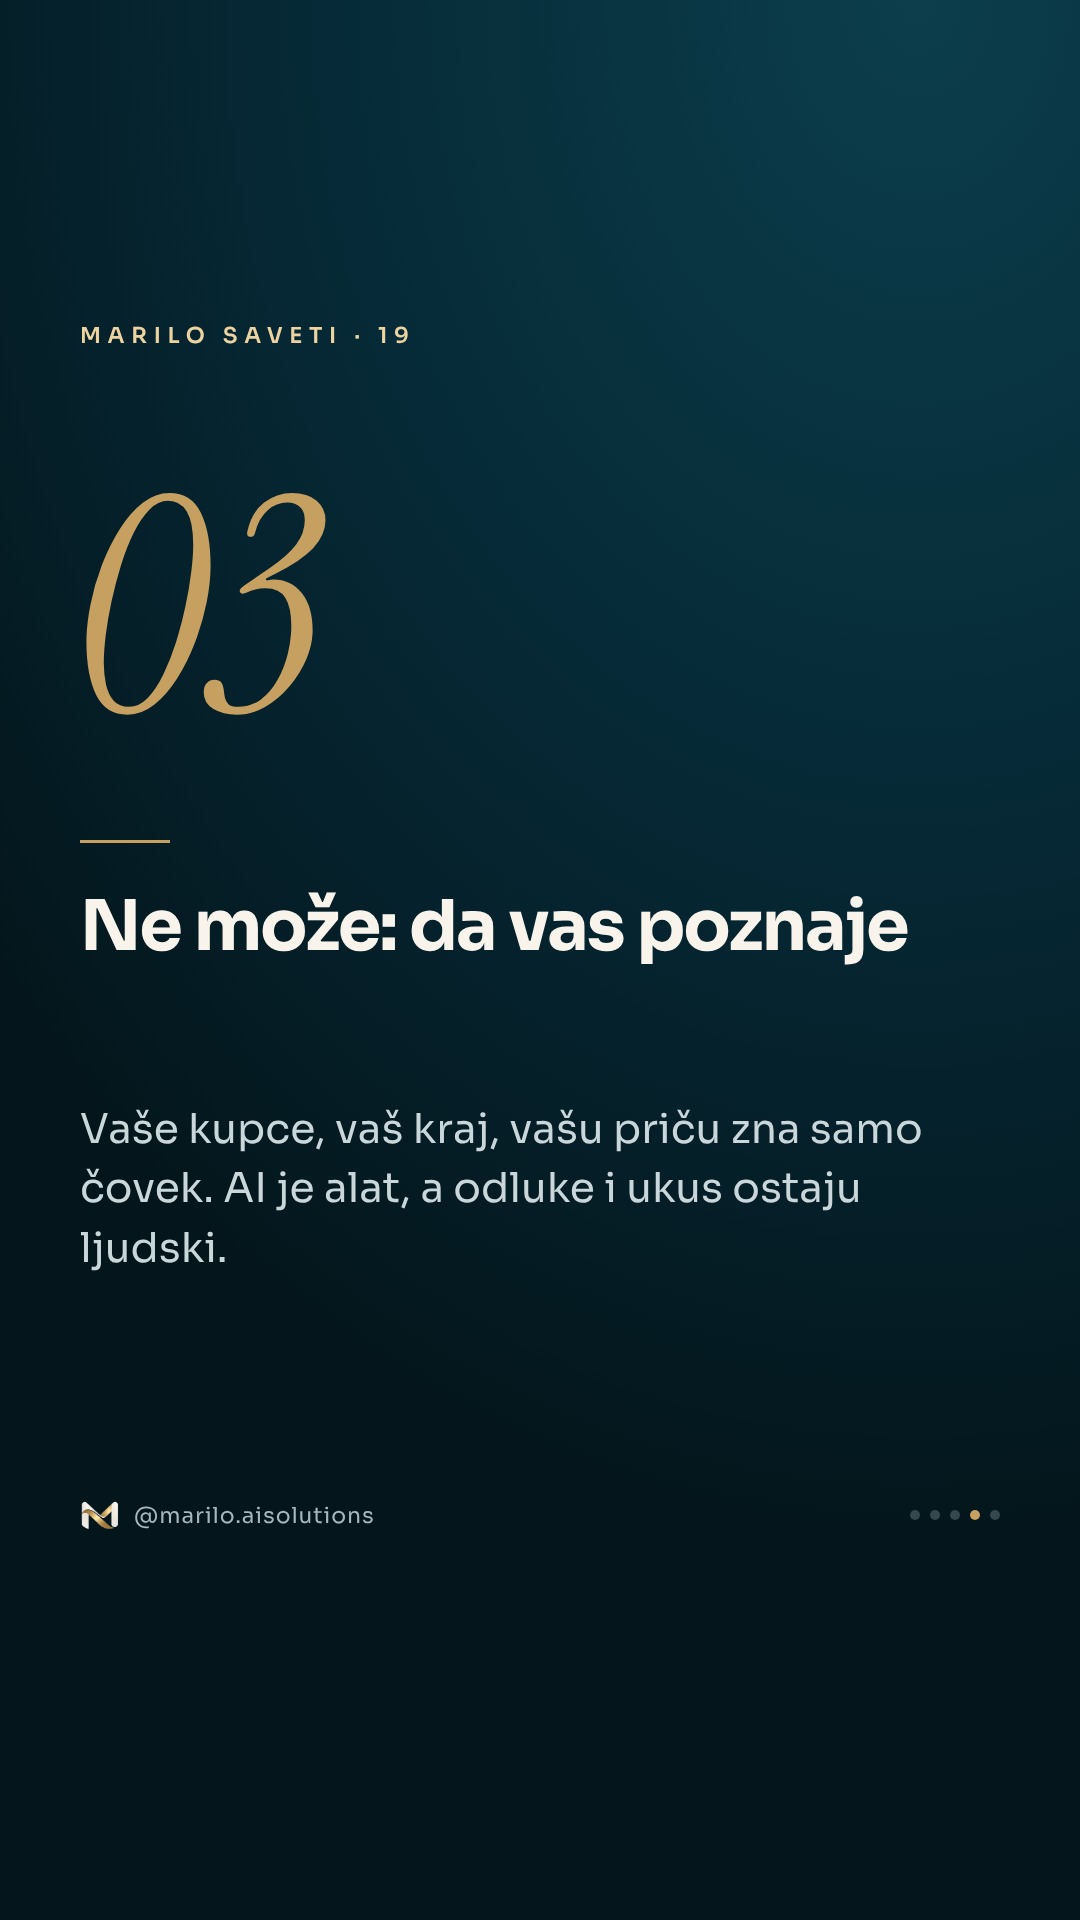 MARILO SAVETI · 19
03
Ne može: da vas poznaje
Vaše kupce, vaš kraj, vašu priču zna samo
čovek. AI je alat, a odluke i ukus ostaju
ljudski.
@marilo.aisolutions